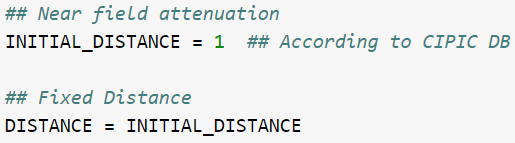 ## Near field attenuation
INITIAL_DISTANCE = 1  ## According to CIPIC DB
## Fixed Distance
DISTANCE = INITIAL_DISTANCE